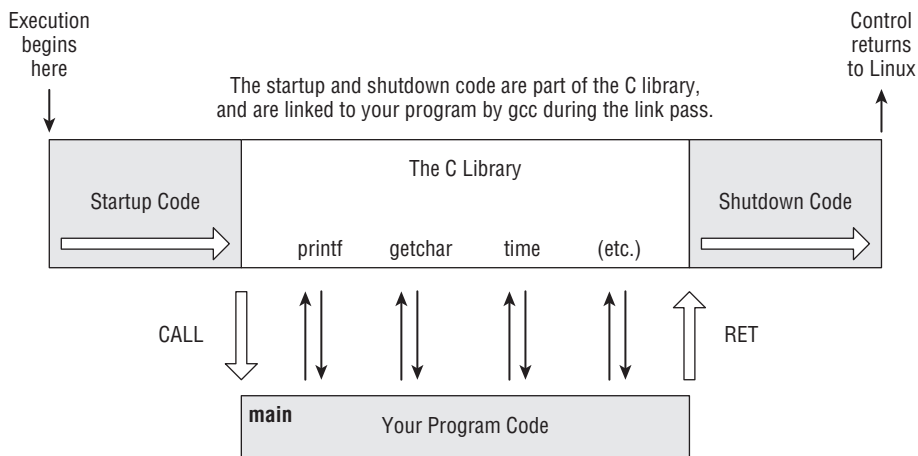 Execution
begins
here
Control
returns
to Linux
The startup and shutdown code are part of the C library,
and are linked to your program by gcc during the link pass.
The C Library
Startup Code
Shutdown Code
printf getchar time (etc.)
CALL
RET
main
Your Program Code